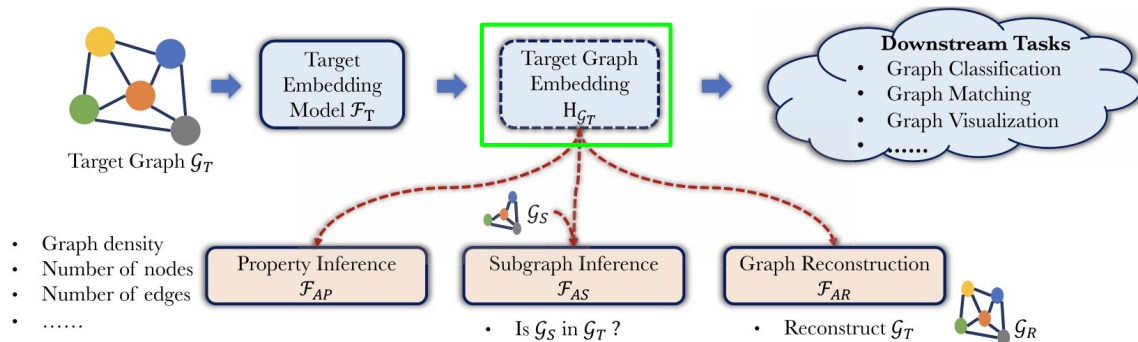 Target Graph 𝒢_T
Target
Embedding
Model ℱ_T
Target Graph
Embedding
H_𝒢_T
Downstream Tasks
• Graph Classification
• Graph Matching
• Graph Visualization
• ......
𝒢_S
• Graph density
• Number of nodes
• Number of edges
• ......
Property Inference
ℱ_AP
Subgraph Inference
ℱ_AS
• Is 𝒢_S in 𝒢_T ?
Graph Reconstruction
ℱ_AR
• Reconstruct 𝒢_T
𝒢_R